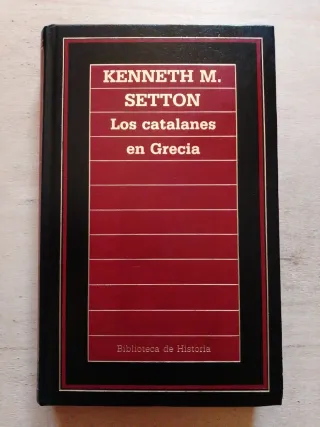 KENNETH M.
SETTON
Los catalanes
en Grecia
Biblioteca de Historia